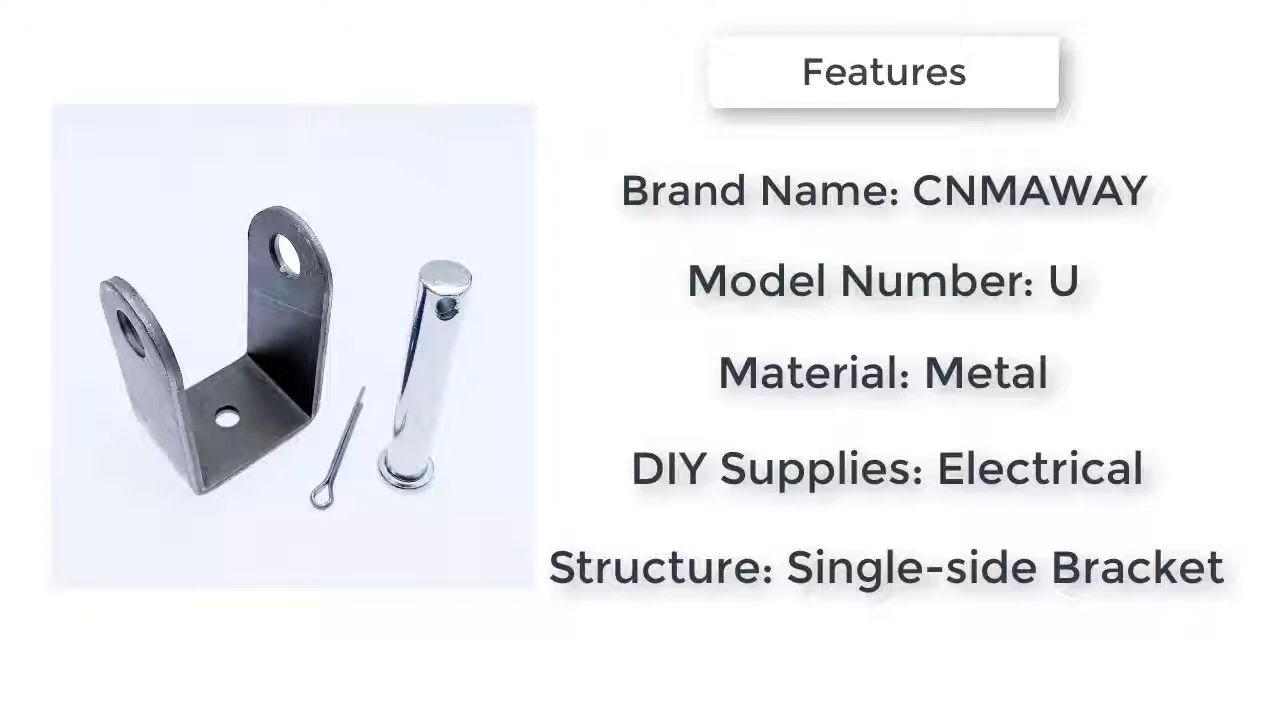 Features
Brand Name: CNMAWAY
Model Number: U
Material: Metal
DIY Supplies: Electrical
Structure: Single-side Bracket